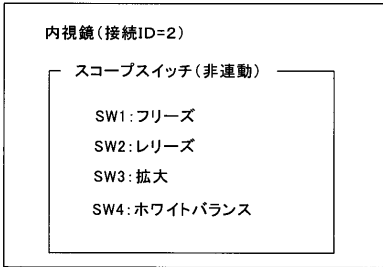 内視鏡(接続ID=2)
スコープスイッチ(非連動)
SW1:フリーズ
SW2:レリーズ
SW3:拡大
SW4:ホワイトバランス